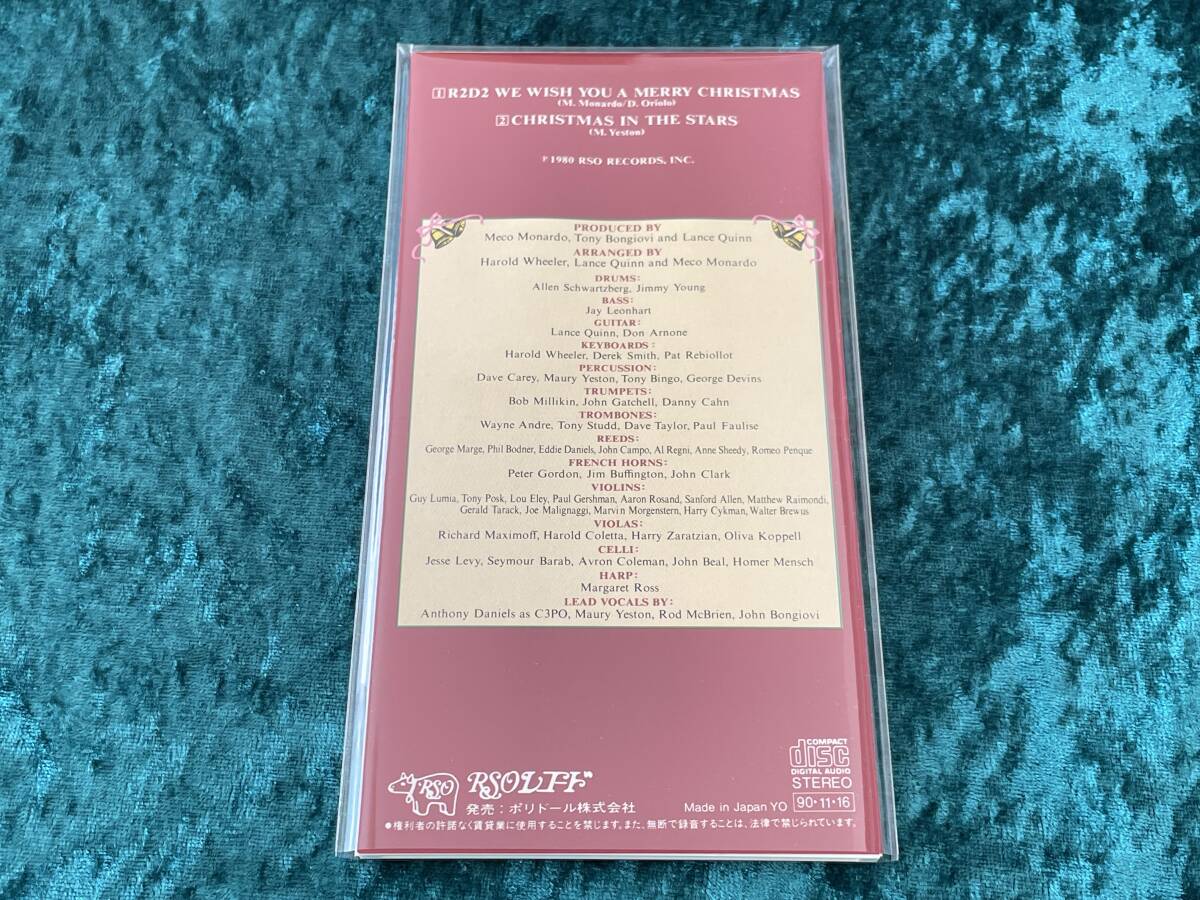 1 R2D2 WE WISH YOU A MERRY CHRISTMAS
(M. Monardo/D. Oriolo)
2 CHRISTMAS IN THE STARS
(M. Yeston)
℗ 1980 RSO RECORDS, INC.
PRODUCED BY
Meco Monardo, Tony Bongiovi and Lance Quinn
ARRANGED BY
Harold Wheeler, Lance Quinn and Meco Monardo
DRUMS:
Allen Schwartzberg, Jimmy Young
BASS:
Jay Leonhart
GUITAR:
Lance Quinn, Don Arnone
KEYBOARDS:
Harold Wheeler, Derek Smith, Pat Rebiollot
PERCUSSION:
Dave Carey, Maury Yeston, Tony Bingo, George Devins
TRUMPETS:
Bob Millikin, John Gatchell, Danny Cahn
TROMBONES:
Wayne Andre, Tony Studd, Dave Taylor, Paul Faulise
REEDS:
George Marge, Phil Bodner, Eddie Daniels, John Campo, Al Regni, Anne Sheedy, Romeo Penque
FRENCH HORNS:
Peter Gordon, Jim Buffington, John Clark
VIOLINS:
Guy Lumia, Tony Posk, Lou Eley, Paul Gershman, Aaron Rosand, Sanford Allen, Matthew Raimondi,
Gerald Tarack, Joe Malignaggi, Marvin Morgenstern, Harry Cykman, Walter Brewus
VIOLAS:
Richard Maximoff, Harold Coletta, Harry Zaratzian, Oliva Koppell
CELLI:
Jesse Levy, Seymour Barab, Avron Coleman, John Beal, Homer Mensch
HARP:
Margaret Ross
LEAD VOCALS BY:
Anthony Daniels as C3PO, Maury Yeston, Rod McBrien, John Bongiovi
COMPACT
disc
DIGITAL AUDIO
STEREO
RSO RSOレコード
発売：ポリドール株式会社
Made in Japan YO 90・11・16
●権利者の許諾なく賃貸業に使用することを禁じます。また、無断で録音することは、法律で禁じられています。